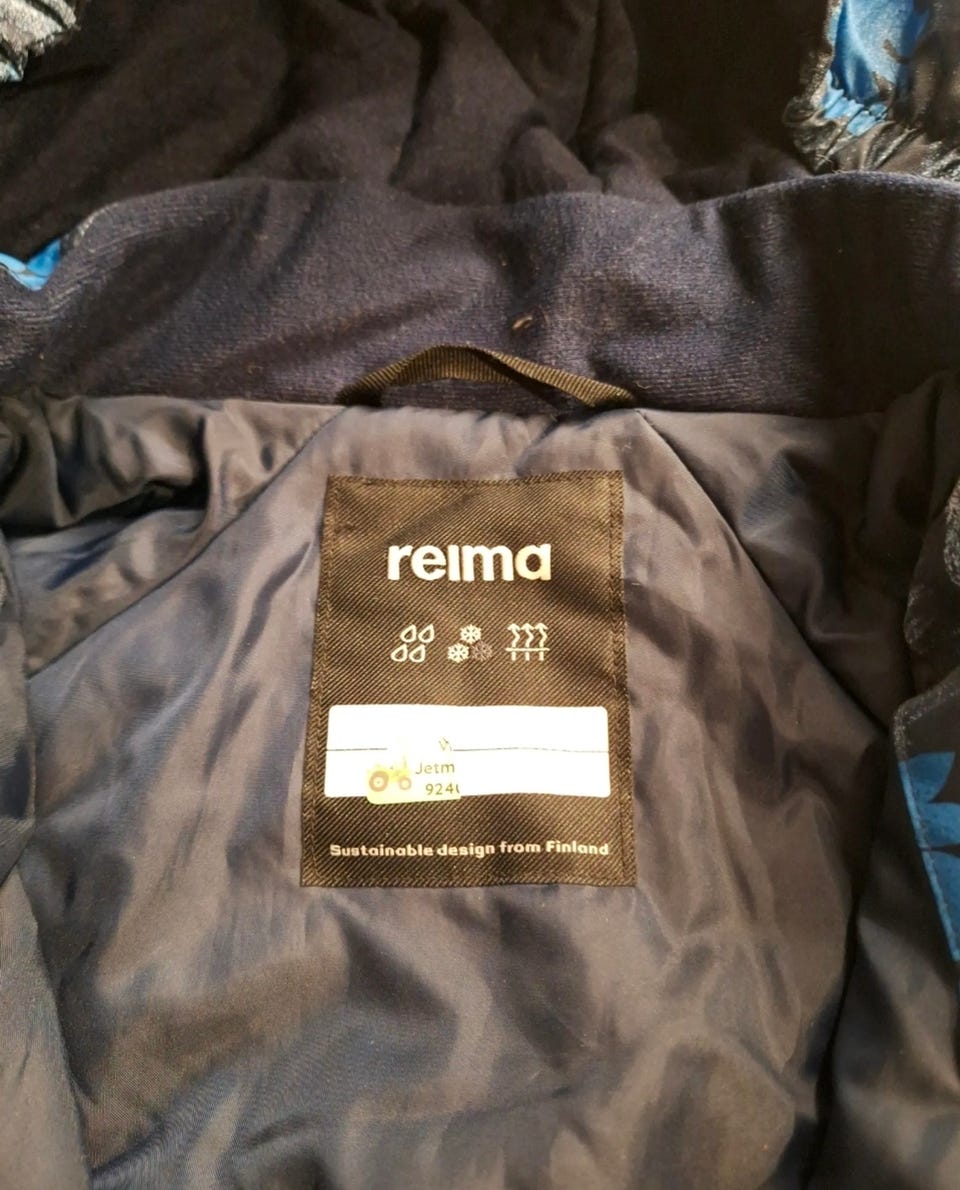 reima
Jetm
924
Sustainable design from Finland